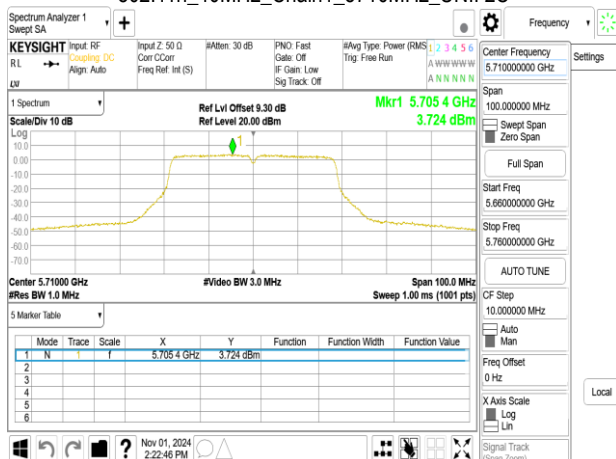 Spectrum Analyzer 1
Swept SA
+
Frequency
KEYSIGHT
RL
Input: RF
Coupling: DC
Align: Auto
Input Z: 50 Ω
Corr CCorr
Freq Ref: Int (S)
#Atten: 30 dB
PNO: Fast
Gate: Off
IF Gain: Low
Sig Track: Off
#Avg Type: Power (RMS
Trig: Free Run
1 2 3 4 5 6
A W W W W W
A N N N N N
Center Frequency
5.710000000 GHz
Settings
Span
100.000000 MHz
Swept Span
Zero Span
Full Span
Start Freq
5.660000000 GHz
Stop Freq
5.760000000 GHz
AUTO TUNE
CF Step
10.000000 MHz
Auto
Man
Freq Offset
0 Hz
X Axis Scale
Log
Lin
Local
Signal Track
(Span Zoom)
1 Spectrum
Scale/Div 10 dB
Ref Lvl Offset 9.30 dB
Ref Level 20.00 dBm
Mkr1 5.705 4 GHz
3.724 dBm
Log
10.0
0.00
-10.0
-20.0
-30.0
-40.0
-50.0
-60.0
-70.0
1
Center 5.71000 GHz
#Res BW 1.0 MHz
#Video BW 3.0 MHz
Span 100.0 MHz
Sweep 1.00 ms (1001 pts)
5 Marker Table
Mode Trace Scale X Y Function Function Width Function Value
1 N 1 f 5.705 4 GHz 3.724 dBm
2
3
4
5
6
?
Nov 01, 2024
2:22:46 PM